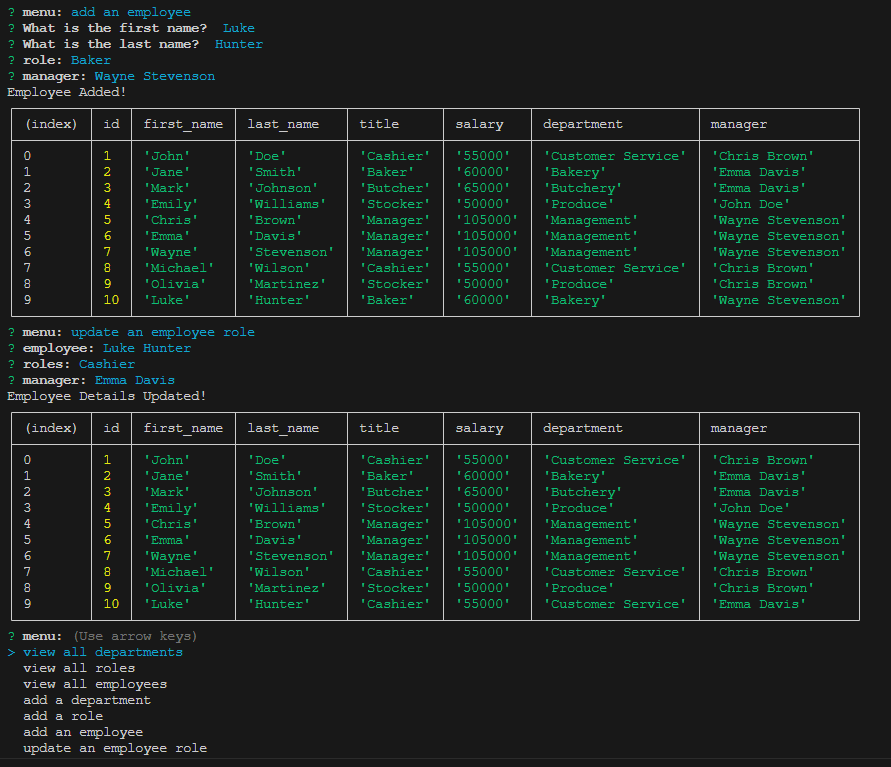 ? menu: add an employee
? What is the first name?  Luke
? What is the last name?  Hunter
? role: Baker
? manager: Wayne Stevenson
Employee Added!
(index) id first_name last_name title salary department manager
0 1 'John' 'Doe' 'Cashier' '55000' 'Customer Service' 'Chris Brown'
1 2 'Jane' 'Smith' 'Baker' '60000' 'Bakery' 'Emma Davis'
2 3 'Mark' 'Johnson' 'Butcher' '65000' 'Butchery' 'Emma Davis'
3 4 'Emily' 'Williams' 'Stocker' '50000' 'Produce' 'John Doe'
4 5 'Chris' 'Brown' 'Manager' '105000' 'Management' 'Wayne Stevenson'
5 6 'Emma' 'Davis' 'Manager' '105000' 'Management' 'Wayne Stevenson'
6 7 'Wayne' 'Stevenson' 'Manager' '105000' 'Management' 'Wayne Stevenson'
7 8 'Michael' 'Wilson' 'Cashier' '55000' 'Customer Service' 'Chris Brown'
8 9 'Olivia' 'Martinez' 'Stocker' '50000' 'Produce' 'Chris Brown'
9 10 'Luke' 'Hunter' 'Baker' '60000' 'Bakery' 'Wayne Stevenson'
? menu: update an employee role
? employee: Luke Hunter
? roles: Cashier
? manager: Emma Davis
Employee Details Updated!
(index) id first_name last_name title salary department manager
0 1 'John' 'Doe' 'Cashier' '55000' 'Customer Service' 'Chris Brown'
1 2 'Jane' 'Smith' 'Baker' '60000' 'Bakery' 'Emma Davis'
2 3 'Mark' 'Johnson' 'Butcher' '65000' 'Butchery' 'Emma Davis'
3 4 'Emily' 'Williams' 'Stocker' '50000' 'Produce' 'John Doe'
4 5 'Chris' 'Brown' 'Manager' '105000' 'Management' 'Wayne Stevenson'
5 6 'Emma' 'Davis' 'Manager' '105000' 'Management' 'Wayne Stevenson'
6 7 'Wayne' 'Stevenson' 'Manager' '105000' 'Management' 'Wayne Stevenson'
7 8 'Michael' 'Wilson' 'Cashier' '55000' 'Customer Service' 'Chris Brown'
8 9 'Olivia' 'Martinez' 'Stocker' '50000' 'Produce' 'Chris Brown'
9 10 'Luke' 'Hunter' 'Cashier' '55000' 'Customer Service' 'Emma Davis'
? menu: (Use arrow keys)
> view all departments
view all roles
view all employees
add a department
add a role
add an employee
update an employee role